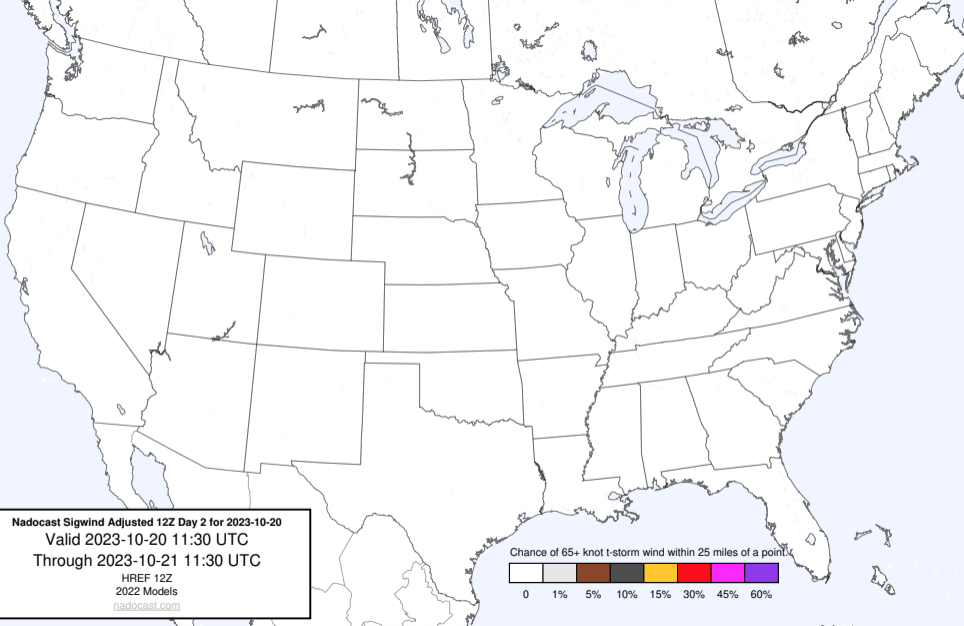 Nadocast Sigwind Adjusted 12Z Day 2 for 2023-10-20
Valid 2023-10-20 11:30 UTC
Through 2023-10-21 11:30 UTC
HREF 12Z
2022 Models
nadocast.com
Chance of 65+ knot t-storm wind within 25 miles of a point.
0 1% 5% 10% 15% 30% 45% 60%